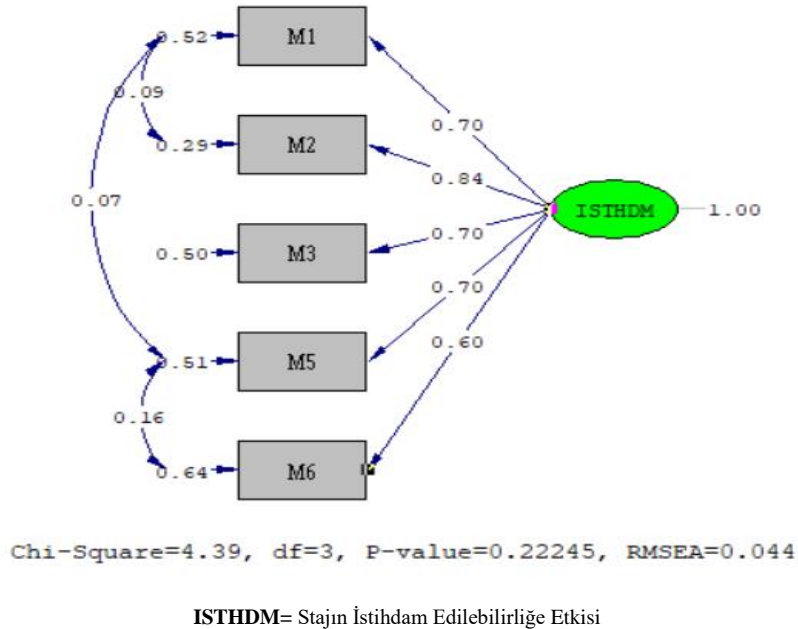 0.52 M1
0.70
0.09
0.84
0.29 M2
0.07
0.70
ISTHDM 1.00
0.50 M3
0.70
0.60
0.51 M5
0.16
0.64 M6
Chi-Square=4.39, df=3, P-value=0.22245, RMSEA=0.044
ISTHDM= Stajın İstihdam Edilebilirliğe Etkisi